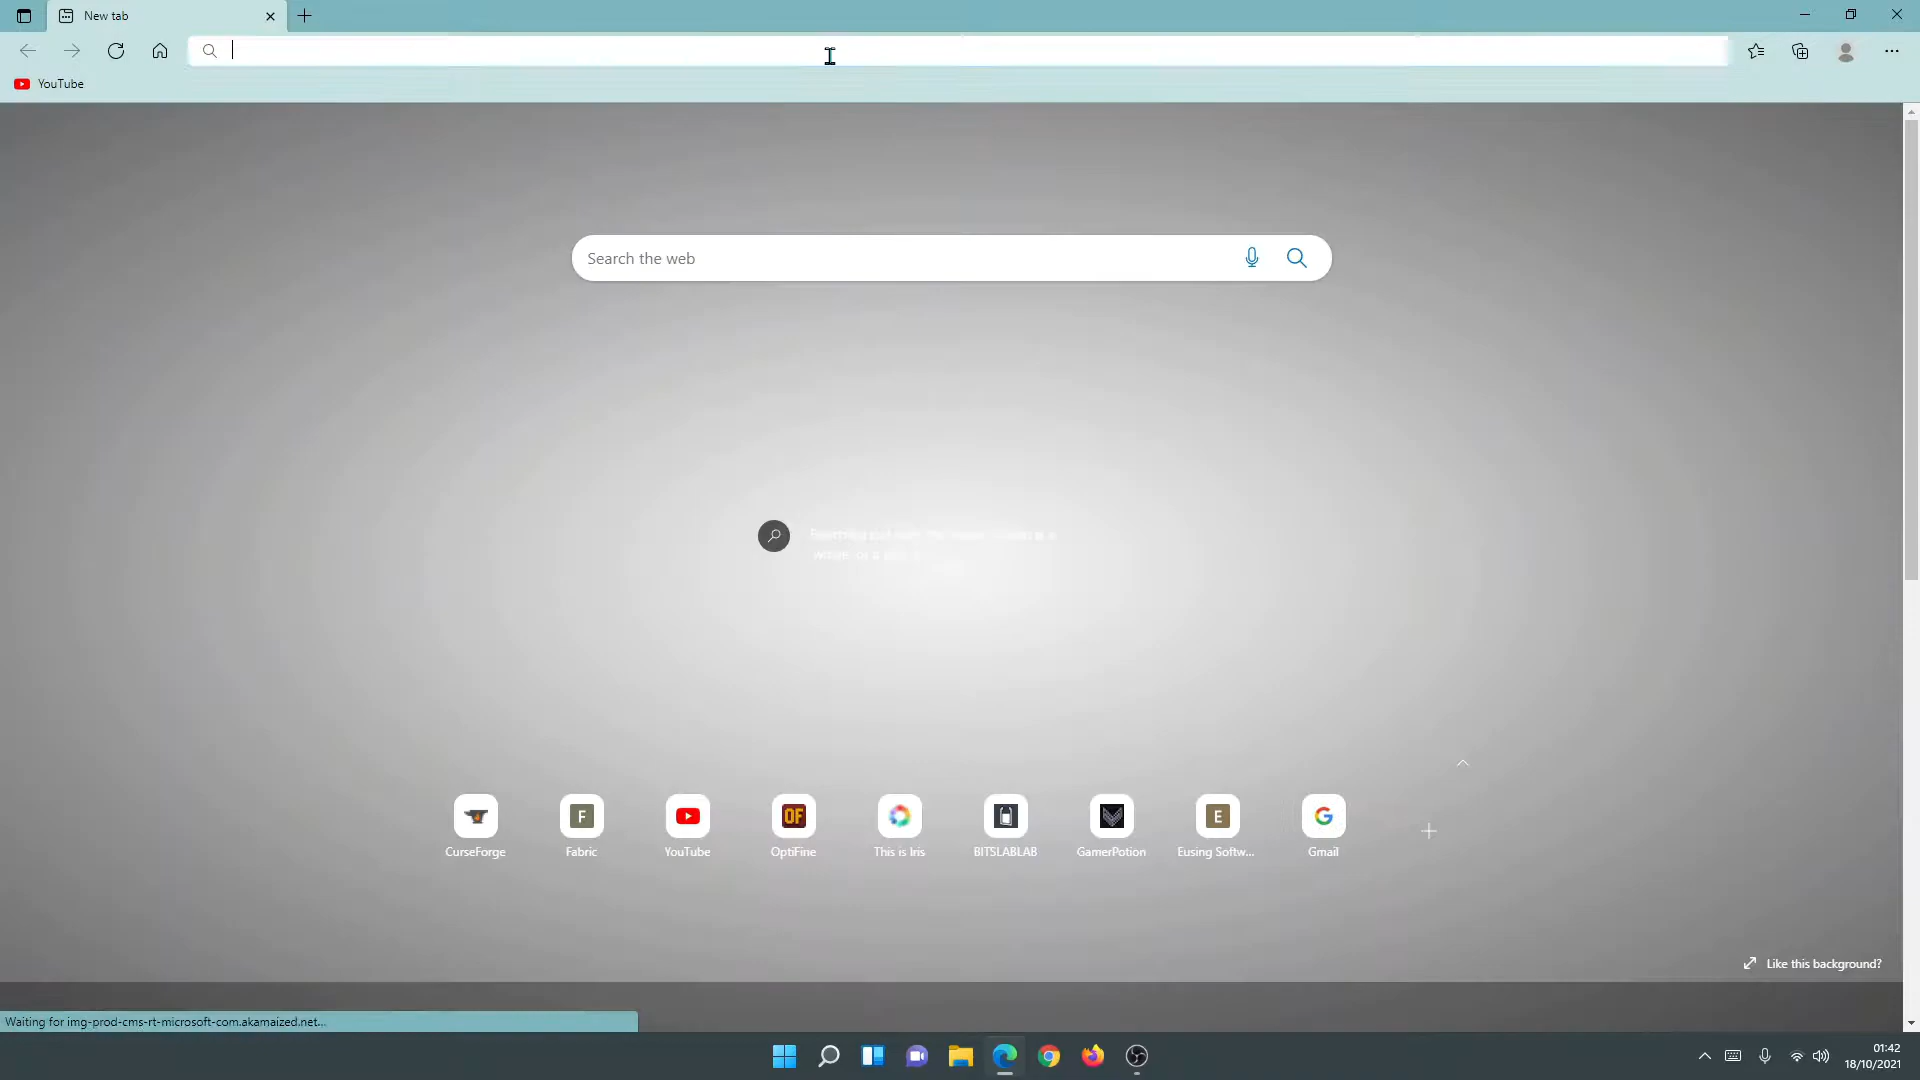 New tab
YouTube
Search the web
CurseForge
Fabric
YouTube
OptiFine
This is Iris
BITSLABLAB
GamerPotion
Eusing Softw...
Gmail
F
OF
E
Like this background?
Waiting for img-prod-cms-rt-microsoft-com.akamaized.net...
01:42
18/10/2021